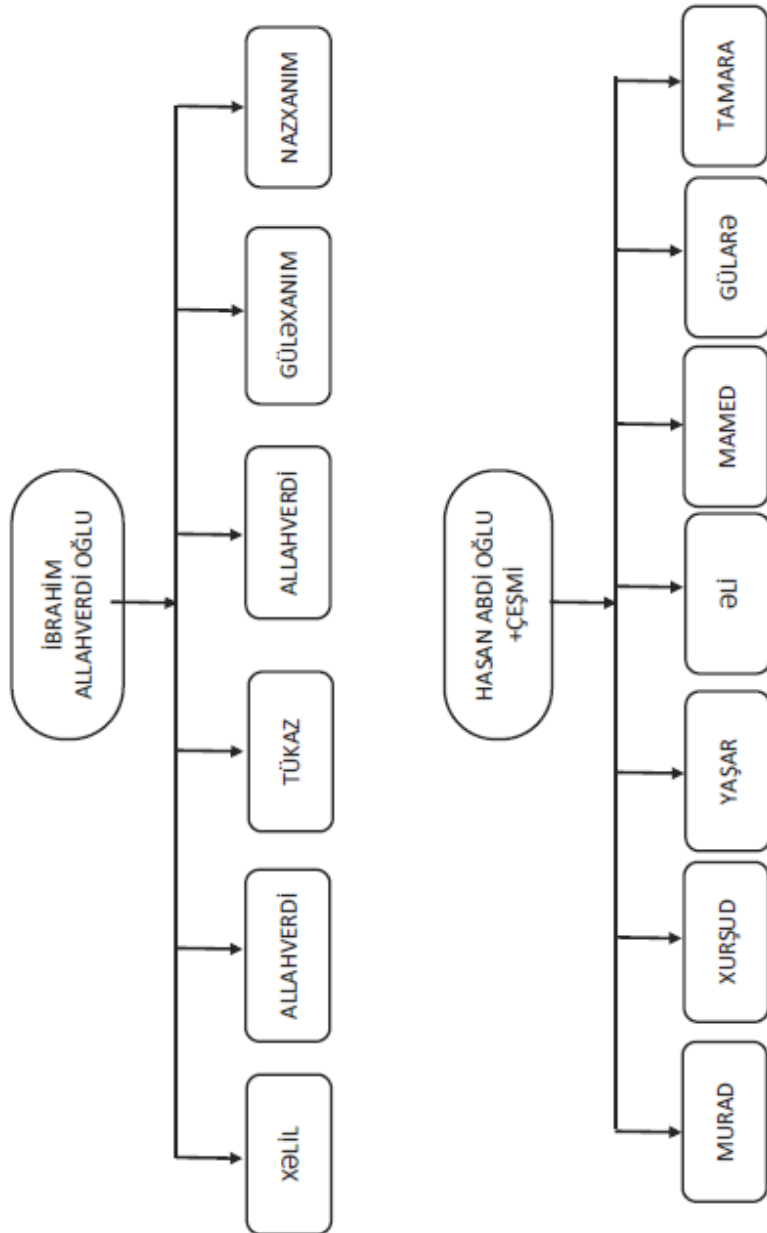 İBRAHİM
ALLAHVERDİ OĞLU
XƏLİL
ALLAHVERDİ
TÜKAZ
ALLAHVERDİ
GÜLƏXANIM
NAZXANIM
HASAN ABDİ OĞLU
+ÇEŞMİ
MURAD
XURŞUD
YAŞAR
ƏLİ
MAMED
GÜLARƏ
TAMARA